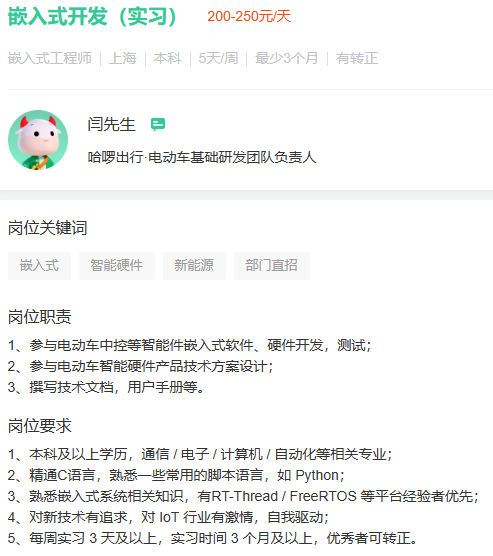 嵌入式开发（实习） 200-250元/天
嵌入式工程师 | 上海 | 本科 | 5天/周 | 最少3个月 | 有转正
闫先生
哈啰出行·电动车基础研发团队负责人
岗位关键词
嵌入式 智能硬件 新能源 部门直招
岗位职责
1、参与电动车中控等智能件嵌入式软件、硬件开发，测试；
2、参与电动车智能硬件产品技术方案设计；
3、撰写技术文档，用户手册等。
岗位要求
1、本科及以上学历，通信 / 电子 / 计算机 / 自动化等相关专业；
2、精通C语言，熟悉一些常用的脚本语言，如 Python；
3、熟悉嵌入式系统相关知识，有RT-Thread / FreeRTOS 等平台经验者优先；
4、对新技术有追求，对 IoT 行业有激情，自我驱动；
5、每周实习 3 天及以上，实习时间 3 个月及以上，优秀者可转正。